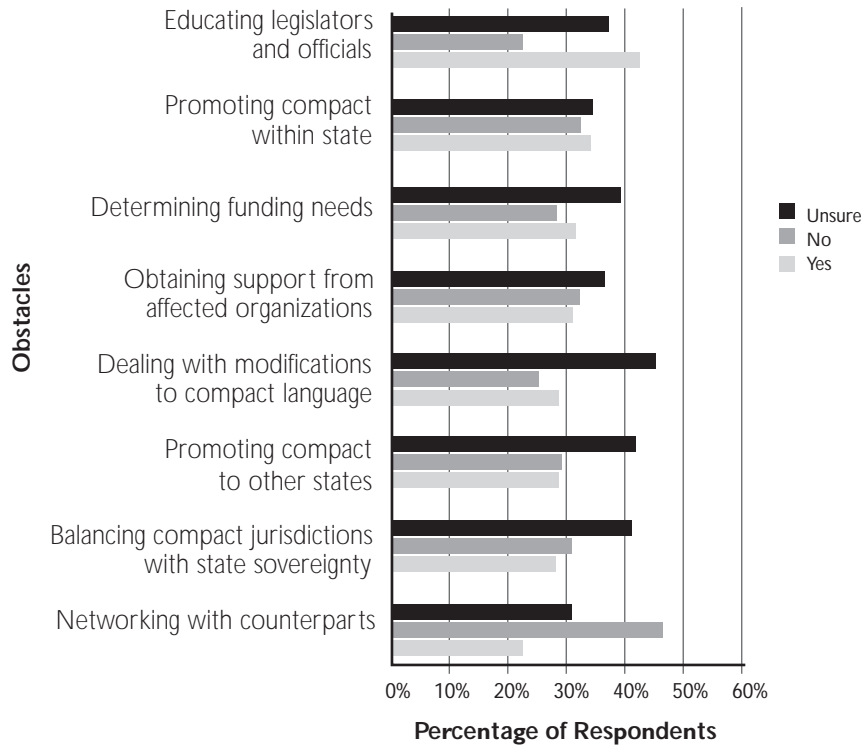 Educating legislators
and officials
Promoting compact
within state
Determining funding needs
Obtaining support from
affected organizations
Dealing with modifications
to compact language
Promoting compact
to other states
Balancing compact jurisdictions
with state sovereignty
Networking with counterparts
Obstacles
Unsure
No
Yes
0% 10% 20% 30% 40% 50% 60%
Percentage of Respondents